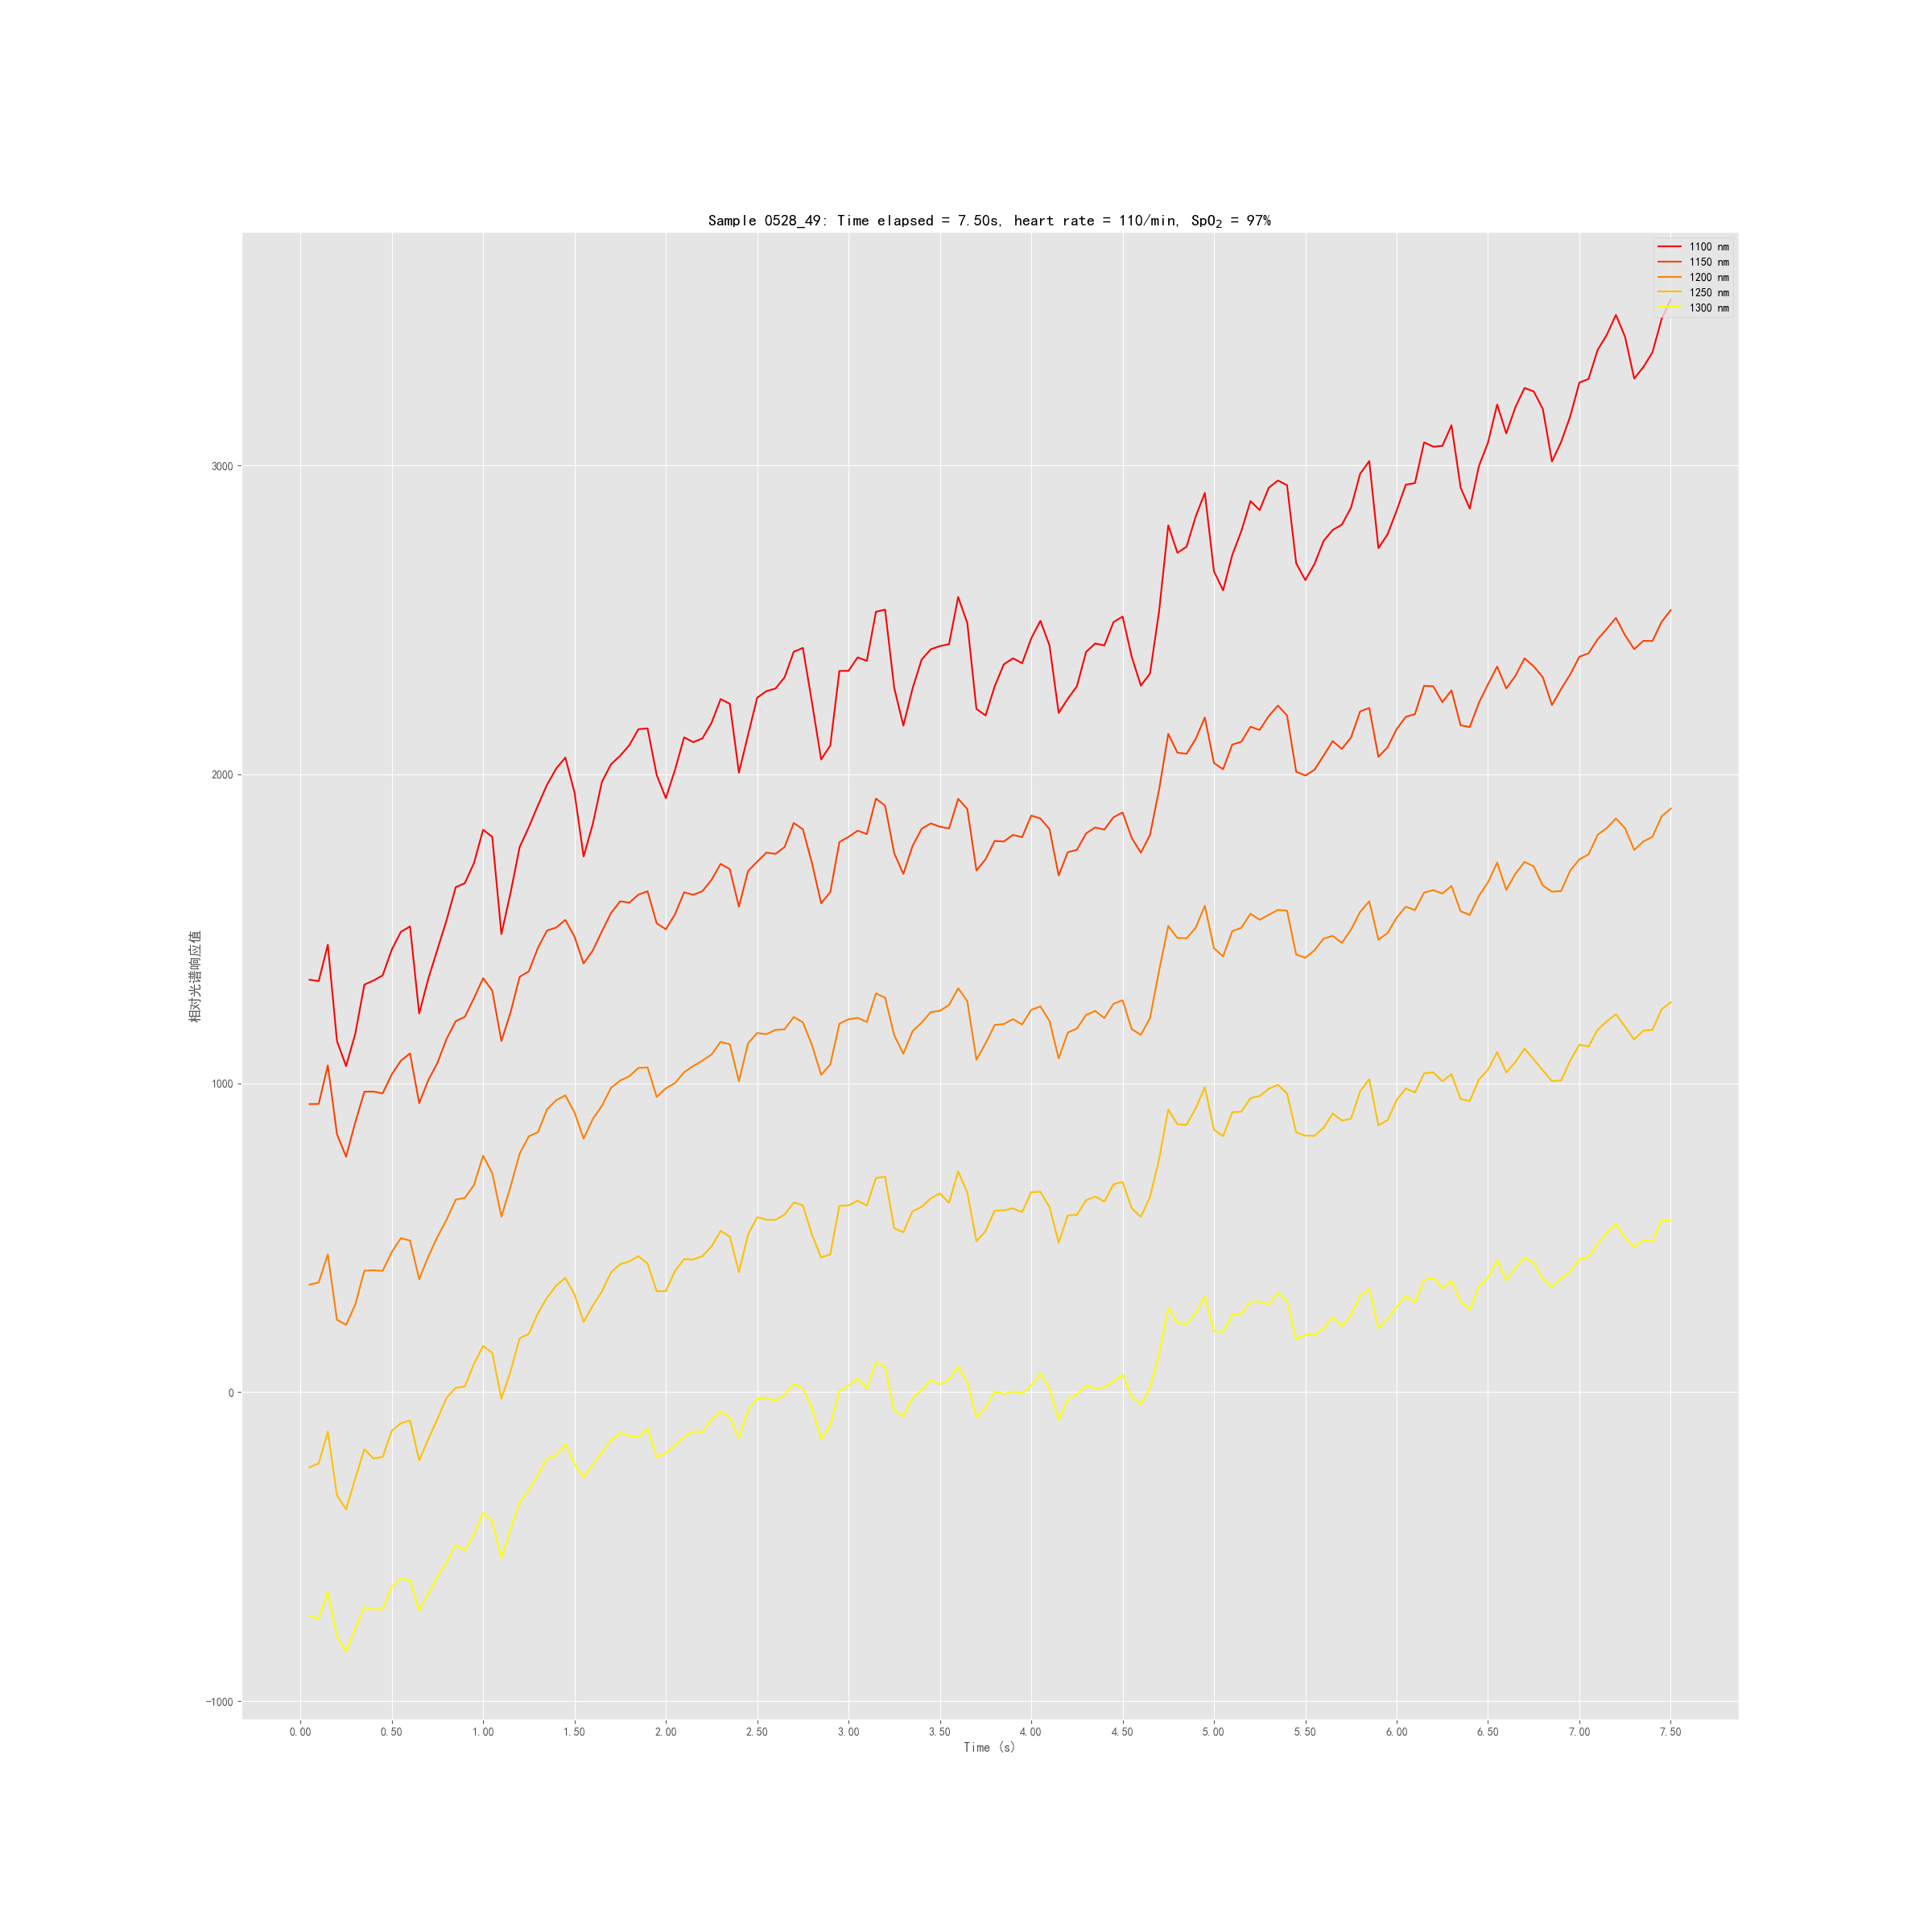 Sample 0528_49: Time elapsed = 7.50s, heart rate = 110/min, SpO₂ = 97%
1100 nm
1150 nm
1200 nm
1250 nm
1300 nm
3000
2000
1000
0
−1000
相对光谱响应值
0.00 0.50 1.00 1.50 2.00 2.50 3.00 3.50 4.00 4.50 5.00 5.50 6.00 6.50 7.00 7.50
Time (s)